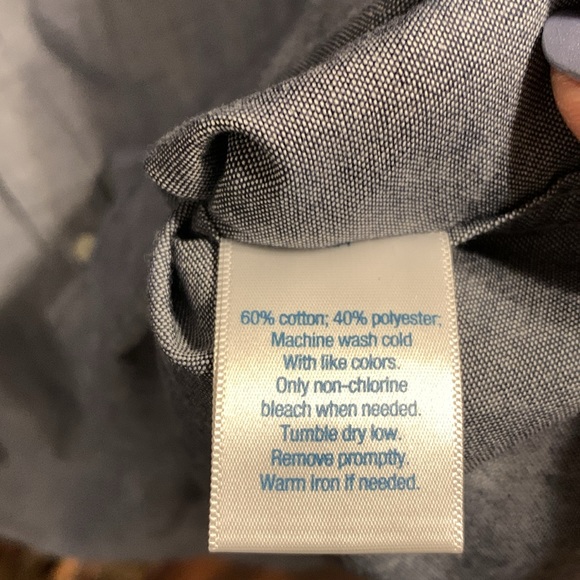 60% cotton; 40% polyester;
Machine wash cold
With like colors.
Only non-chlorine
bleach when needed.
Tumble dry low.
Remove promptly.
Warm iron if needed.